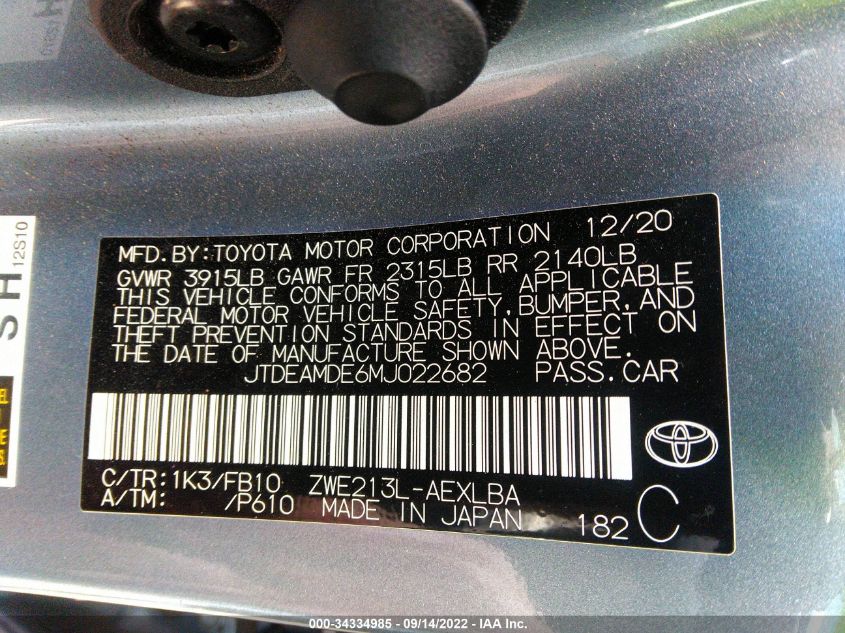 SH
12S10
MFD.BY:TOYOTA MOTOR CORPORATION 12/20
GVWR 3915LB GAWR FR 2315LB RR 2140LB
THIS VEHICLE CONFORMS TO ALL APPLICABLE
FEDERAL MOTOR VEHICLE SAFETY,BUMPER,AND
THEFT PREVENTION STANDARDS IN EFFECT ON
THE DATE OF MANUFACTURE SHOWN ABOVE.
JTDEAMDE6MJ022682 PASS.CAR
C/TR:1K3/FB10 ZWE213L-AEXLBA
A/TM: /P610 MADE IN JAPAN 182 C
000 - 34334985 - 09/14/2022 - IAA Inc.